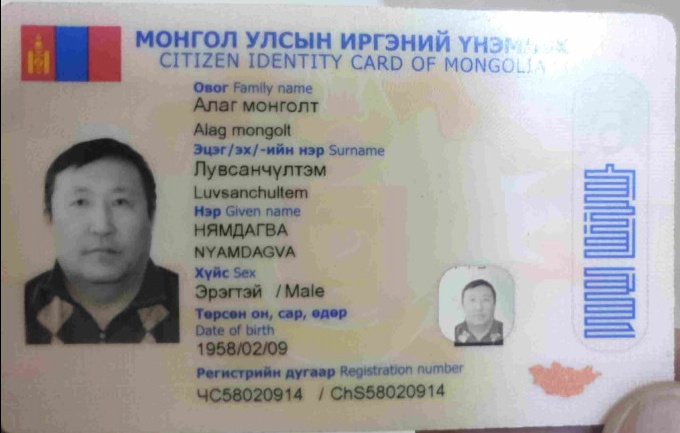 МОНГОЛ УЛСЫН ИРГЭНИЙ
CITIZEN IDENTITY CARD OF MONGOLIA
Овог Family name
Алаг монголт
Alag mongolt
Эцэг/эх/-ийн нэр Surname
Лувсанчүлтэм
Luvsanchultem
Нэр Given name
НЯМДАГВА
NYAMDAGVA
Хүйс Sex
Эрэгтэй / Male
Төрсөн он, сар, өдөр
Date of birth
1958/02/09
Регистрийн дугаар Registration number
ЧС58020914 / ChS58020914